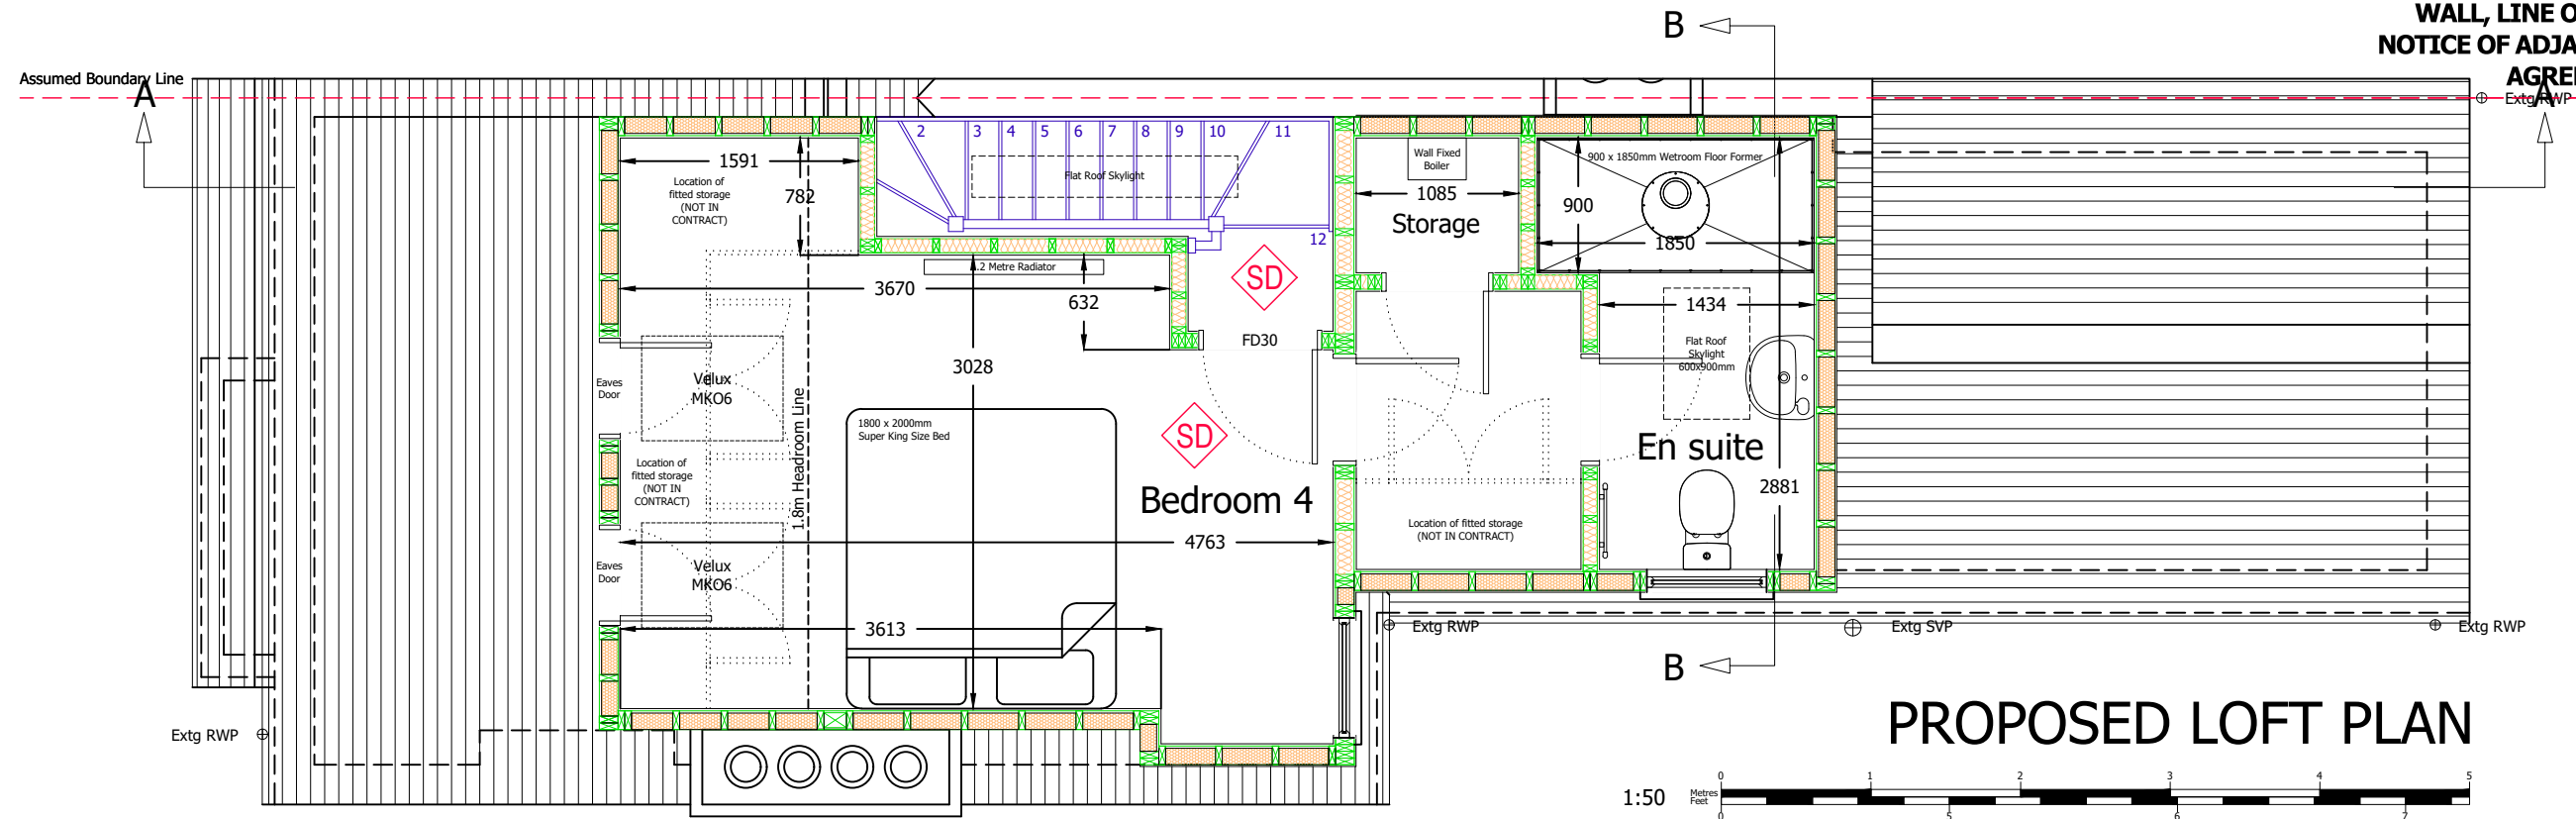 B
WALL, LINE O
NOTICE OF ADJA
AGREE
Assumed Boundary Line
A
Extg RWP
A
2
3
4
5
6
7
8
9
10
11
12
Flat Roof Skylight
1591
782
Location of
fitted storage
(NOT IN
CONTRACT)
Wall Fixed
Boiler
1085
Storage
900 x 1850mm Wetroom Floor Former
900
1850
.2 Metre Radiator
3670
632
SD
FD30
1434
Flat Roof
Skylight
600x900mm
3028
Eaves
Door
Velux
MKO6
1.8m Headroom Line
1800 x 2000mm
Super King Size Bed
SD
En suite
2881
Location of
fitted storage
(NOT IN
CONTRACT)
Bedroom 4
4763
Location of fitted storage
(NOT IN CONTRACT)
Eaves
Door
Velux
MKO6
3613
Extg RWP
Extg SVP
Extg RWP
B
Extg RWP
PROPOSED LOFT PLAN
1:50
Metres
Feet
0 1 2 3 4 5
0 5 6 7